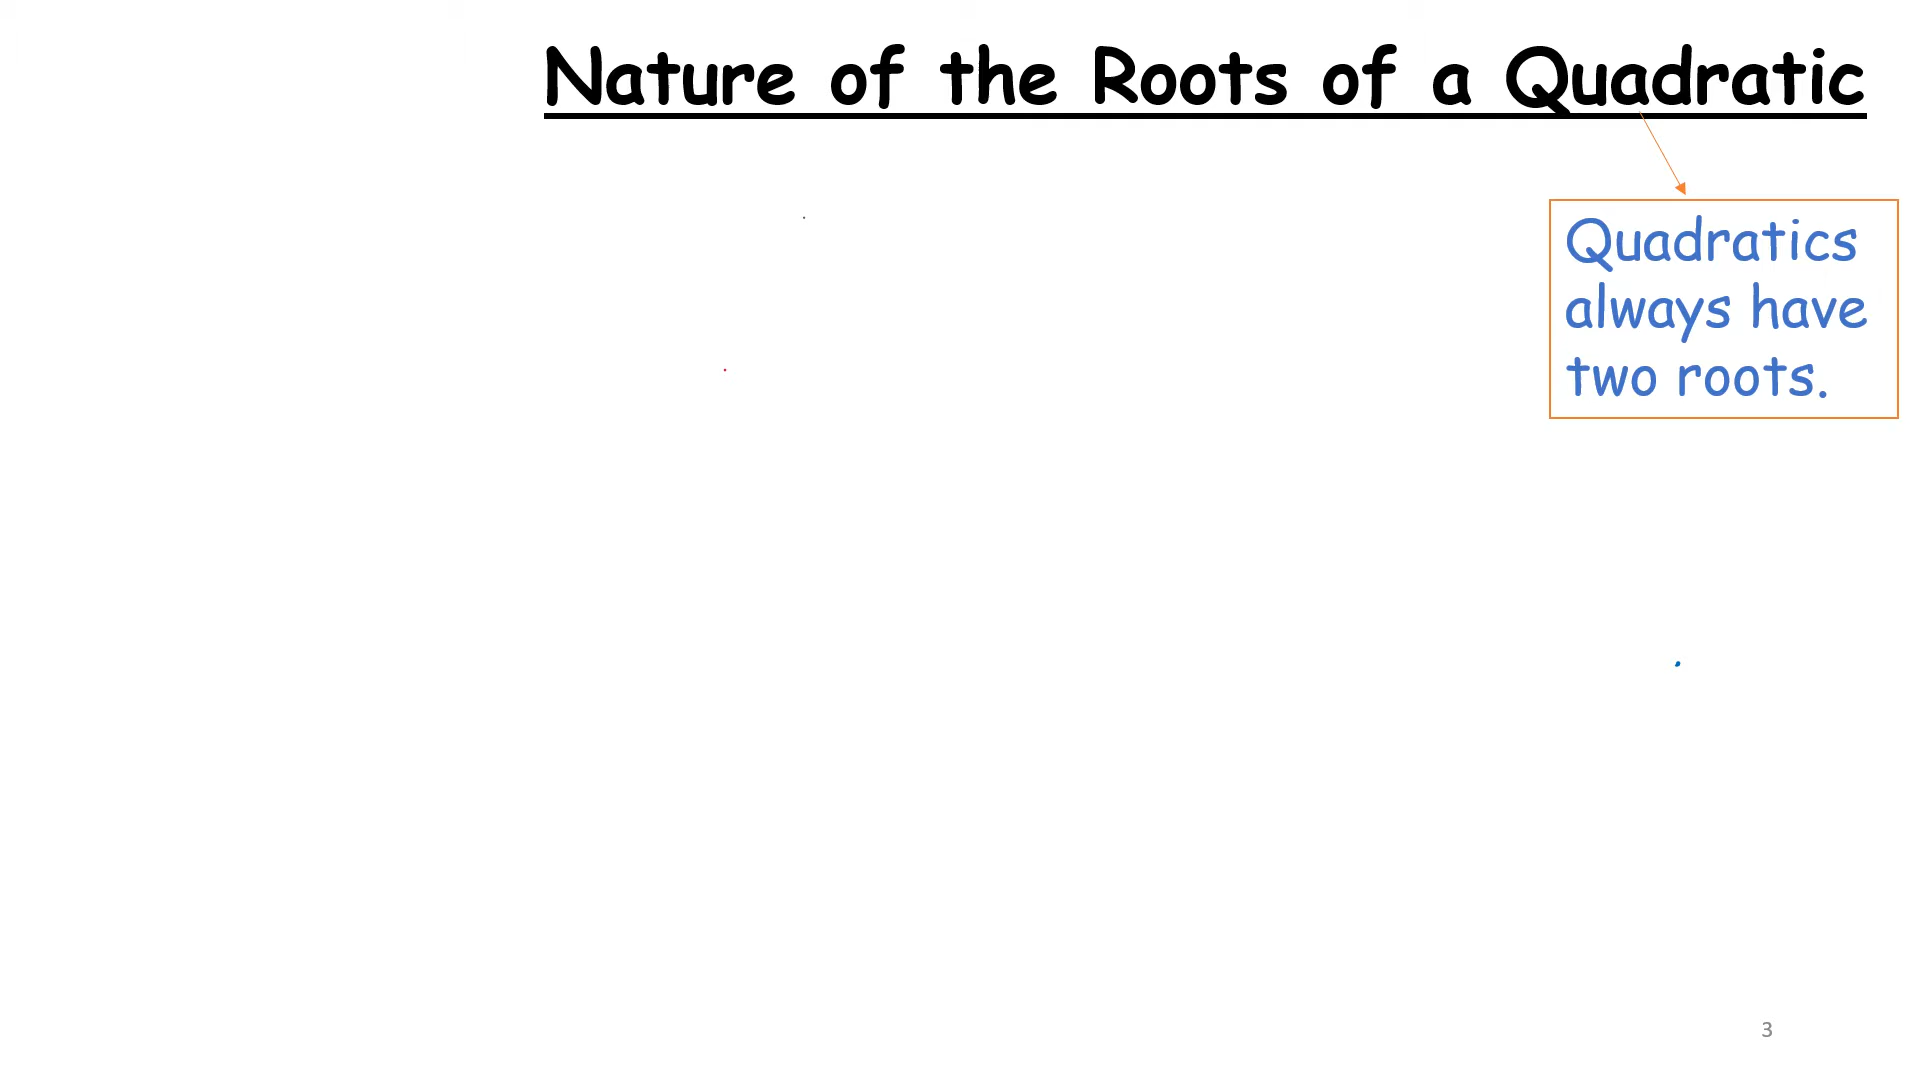 Nature of the Roots of a Quadratic
Quadratics
always have
two roots.
3